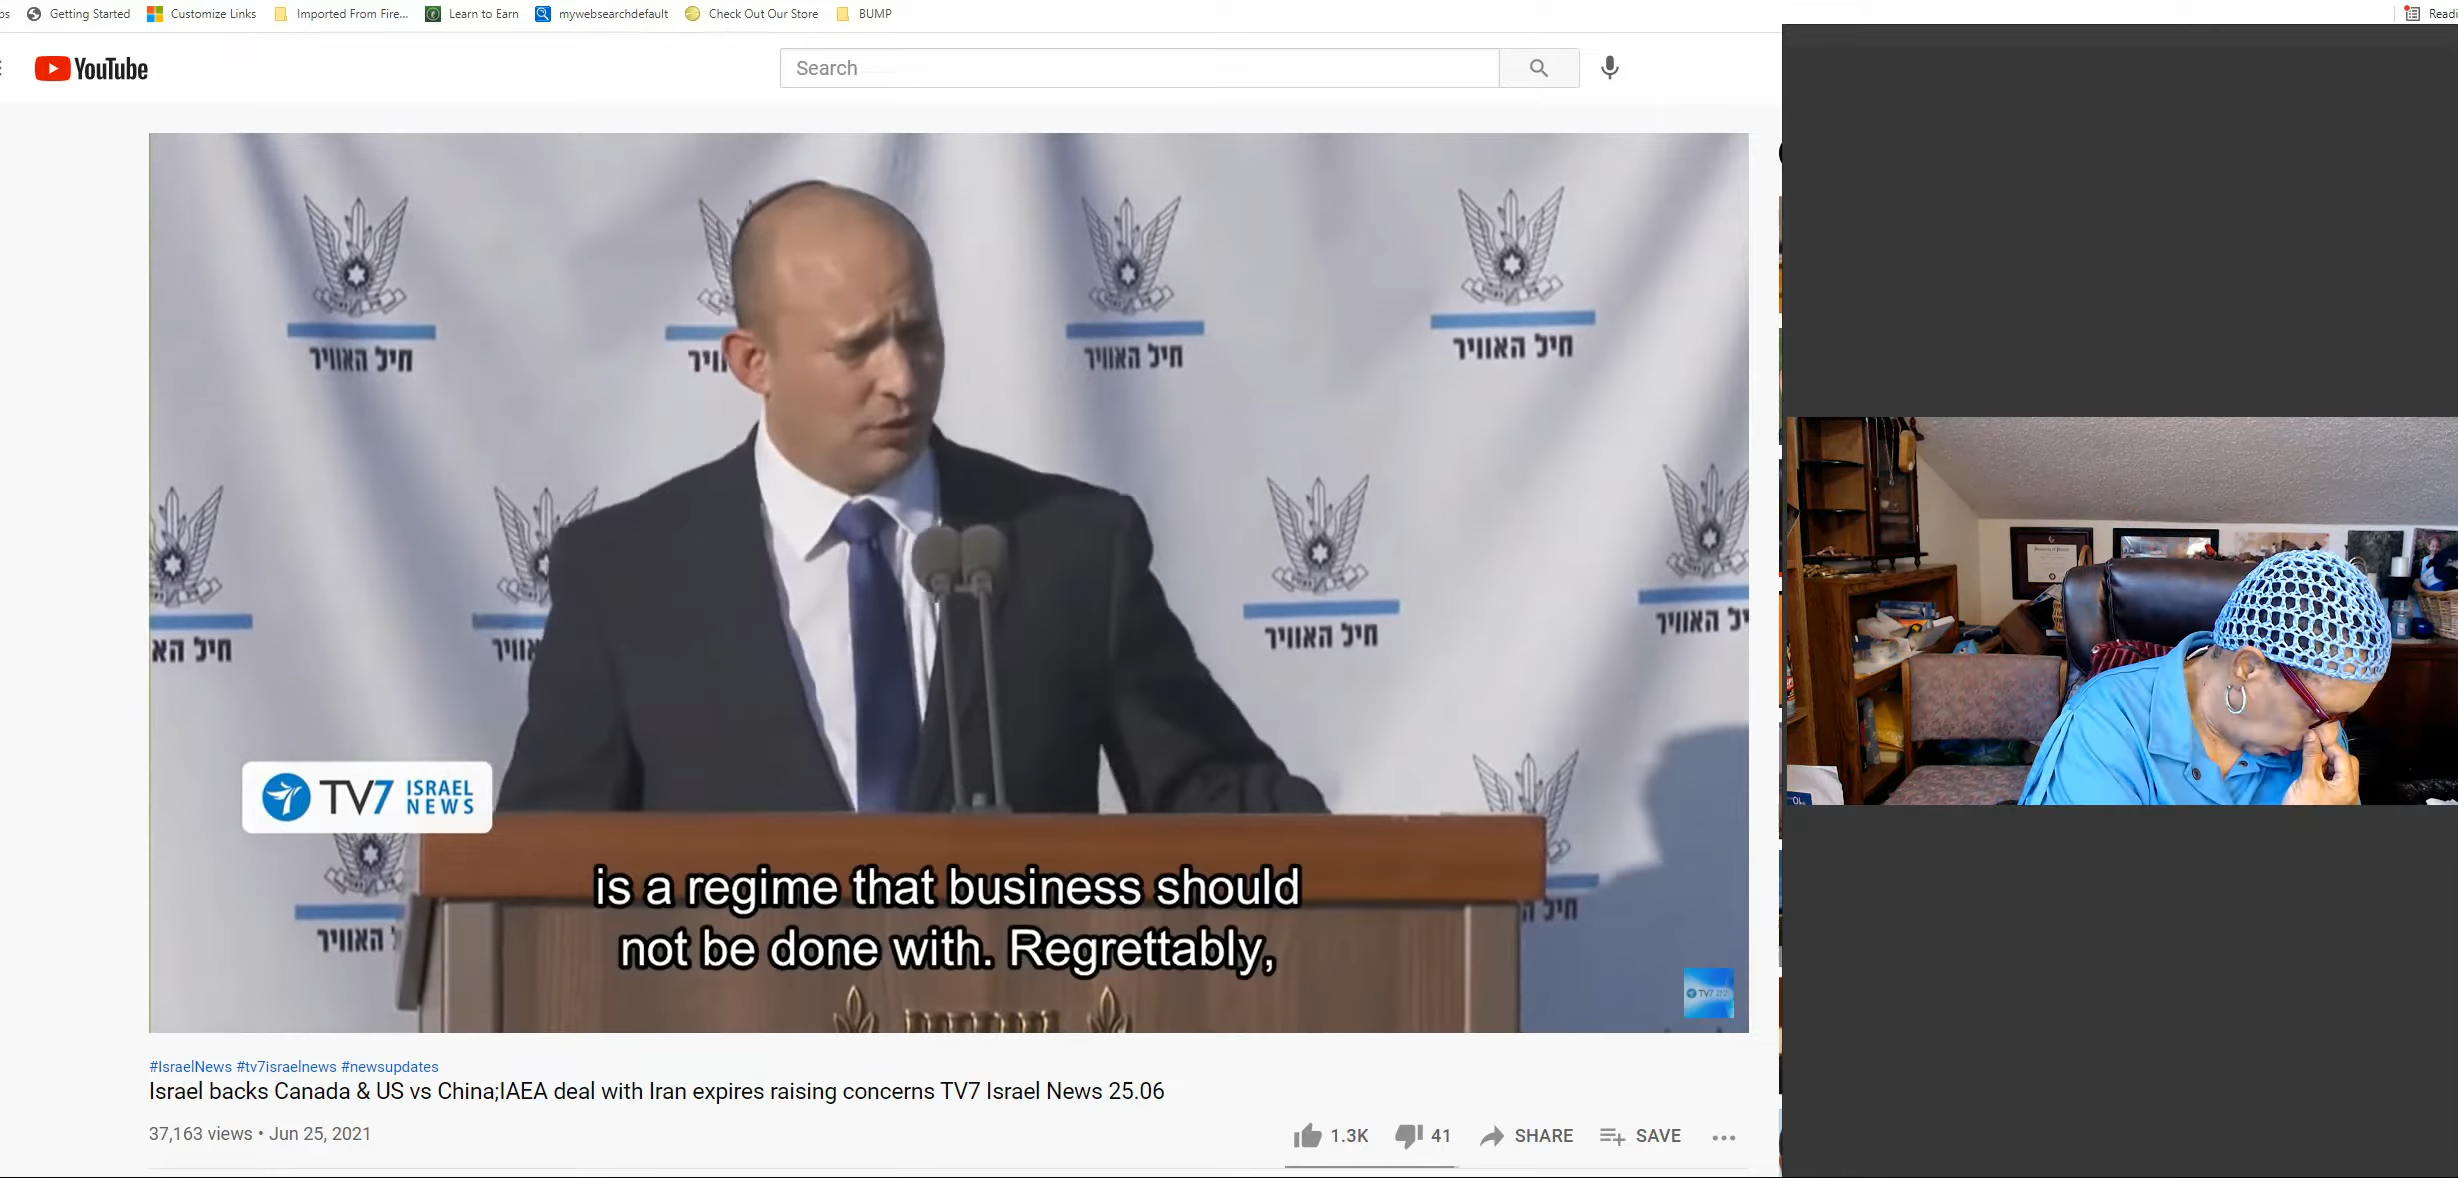 Getting Started
Customize Links
Imported From Fire...
Learn to Earn
mywebsearchdefault
Check Out Our Store
BUMP
YouTube
Search
חיל האוויר
חיל האוויר
חיל האוויר
חיל האוויר
TV7 ISRAEL NEWS
is a regime that business should
not be done with. Regrettably,
#IsraelNews #tv7israelnews #newsupdates
Israel backs Canada & US vs China;IAEA deal with Iran expires raising concerns TV7 Israel News 25.06
37,163 views • Jun 25, 2021
1.3K
41
SHARE
SAVE